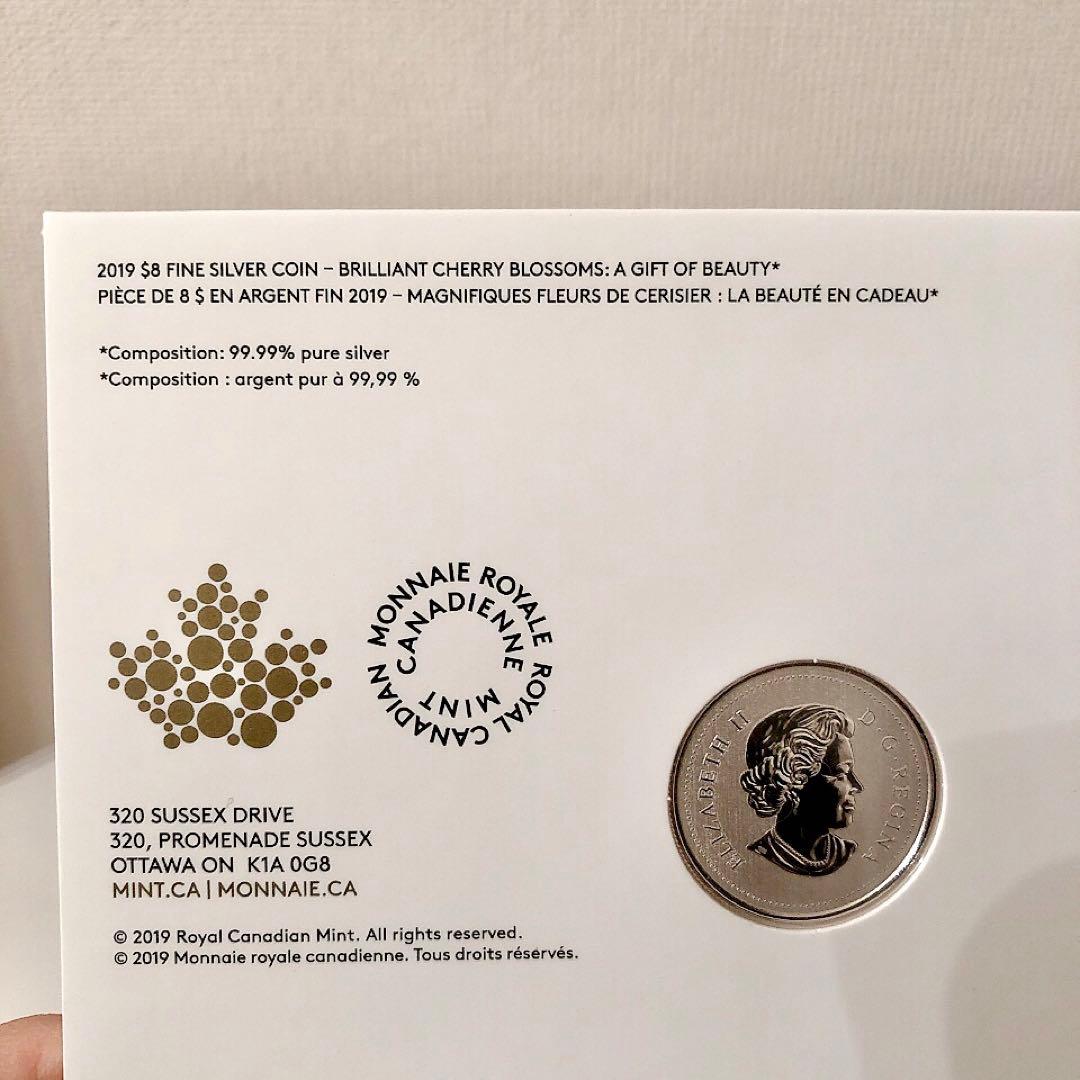 2019 $8 FINE SILVER COIN – BRILLIANT CHERRY BLOSSOMS: A GIFT OF BEAUTY*
PIÈCE DE 8 $ EN ARGENT FIN 2019 – MAGNIFIQUES FLEURS DE CERISIER : LA BEAUTÉ EN CADEAU*
*Composition: 99.99% pure silver
*Composition : argent pur à 99,99 %
MONNAIE ROYALE
CANADIENNE
ROYAL CANADIAN
MINT
ELIZABETH II D·G·REGINA
320 SUSSEX DRIVE
320, PROMENADE SUSSEX
OTTAWA ON K1A 0G8
MINT.CA | MONNAIE.CA
© 2019 Royal Canadian Mint. All rights reserved.
© 2019 Monnaie royale canadienne. Tous droits réservés.